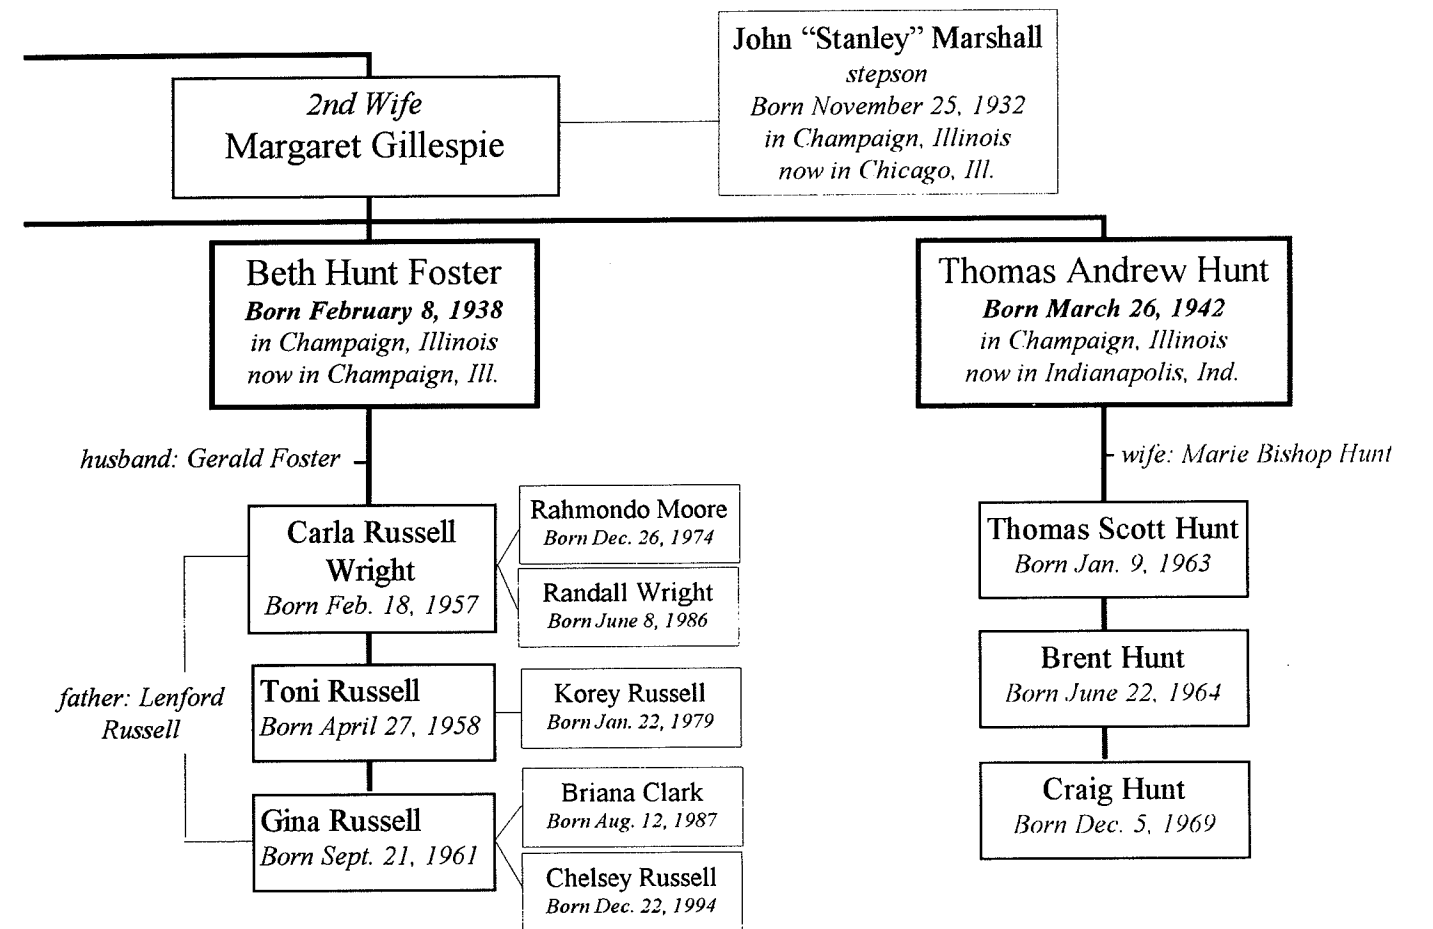 John “Stanley” Marshall
stepson
Born November 25, 1932
in Champaign, Illinois
now in Chicago, Ill.
2nd Wife
Margaret Gillespie
Beth Hunt Foster
Born February 8, 1938
in Champaign, Illinois
now in Champaign, Ill.
Thomas Andrew Hunt
Born March 26, 1942
in Champaign, Illinois
now in Indianapolis, Ind.
husband: Gerald Foster
wife: Marie Bishop Hunt
Carla Russell
Wright
Born Feb. 18, 1957
Rahmondo Moore
Born Dec. 26, 1974
Randall Wright
Born June 8, 1986
father: Lenford
Russell
Toni Russell
Born April 27, 1958
Korey Russell
Born Jan. 22, 1979
Gina Russell
Born Sept. 21, 1961
Briana Clark
Born Aug. 12, 1987
Chelsey Russell
Born Dec. 22, 1994
Thomas Scott Hunt
Born Jan. 9, 1963
Brent Hunt
Born June 22, 1964
Craig Hunt
Born Dec. 5, 1969